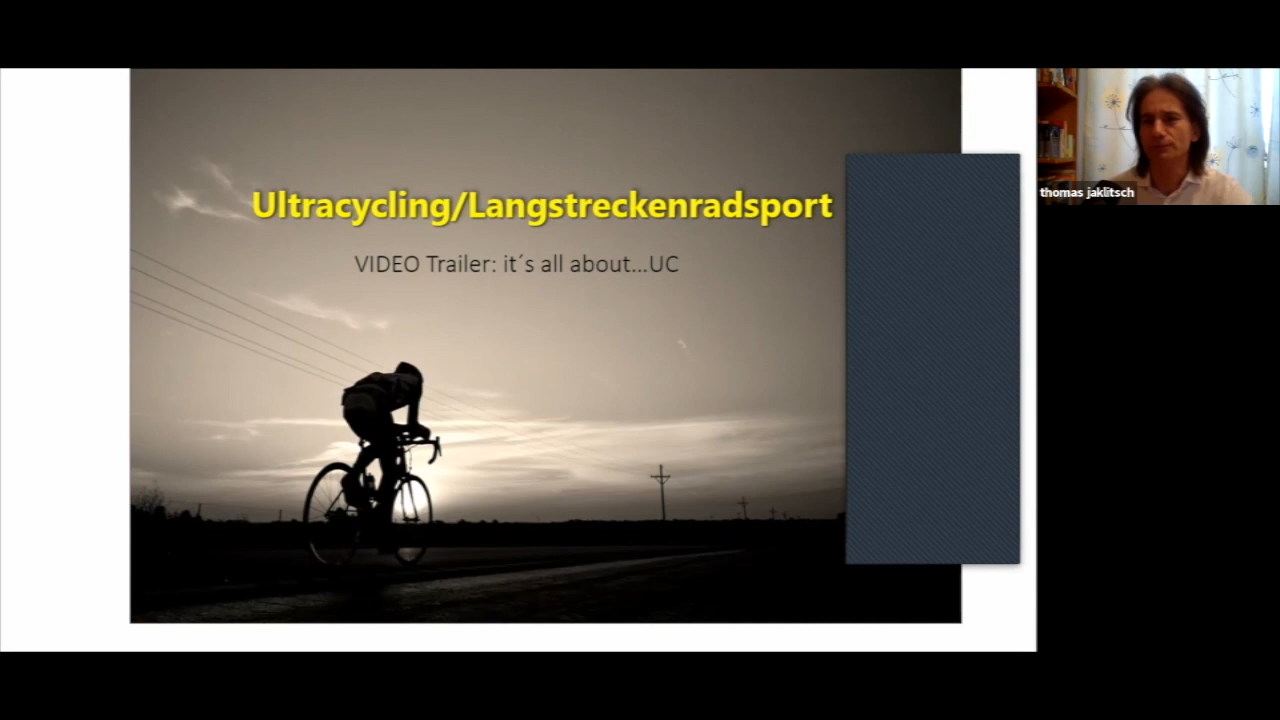 Ultracycling/Langstreckenradsport
VIDEO Trailer: it´s all about...UC
thomas jaklitsch